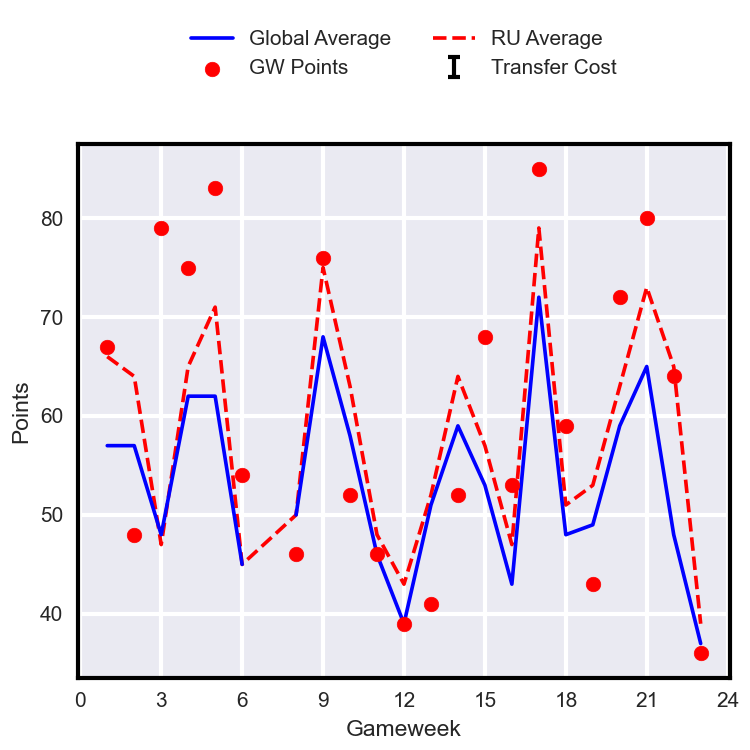 Global Average
RU Average
GW Points
Transfer Cost
80
70
60
50
40
Points
0 3 6 9 12 15 18 21 24
Gameweek